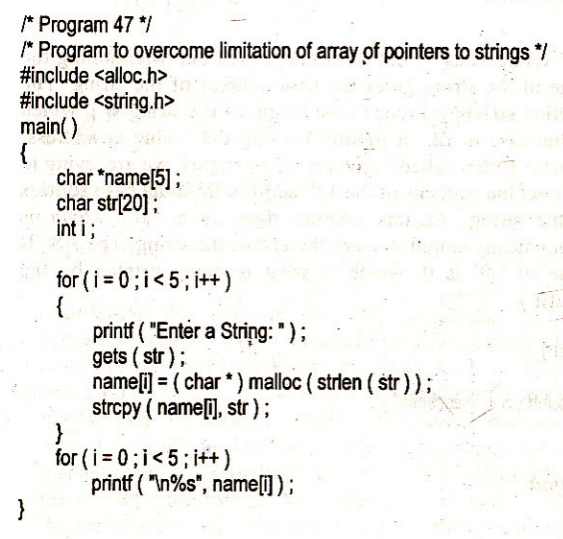 /* Program 47 */
/* Program to overcome limitation of array of pointers to strings */
#include <alloc.h>
#include <string.h>
main( )
{
char *name[5] ;
char str[20] ;
int i ;
for ( i = 0 ; i < 5 ; i++ )
{
printf ( "Enter a String: " ) ;
gets ( str ) ;
name[i] = ( char * ) malloc ( strlen ( str ) ) ;
strcpy ( name[i], str ) ;
}
for ( i = 0 ; i < 5 ; i++ )
printf ( "\n%s", name[i] ) ;
}